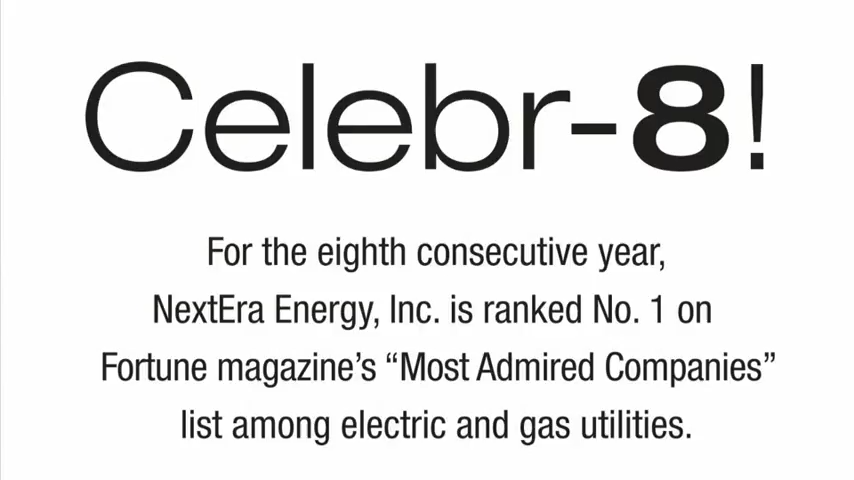 Celebr-8!
For the eighth consecutive year,
NextEra Energy, Inc. is ranked No. 1 on
Fortune magazine’s “Most Admired Companies”
list among electric and gas utilities.